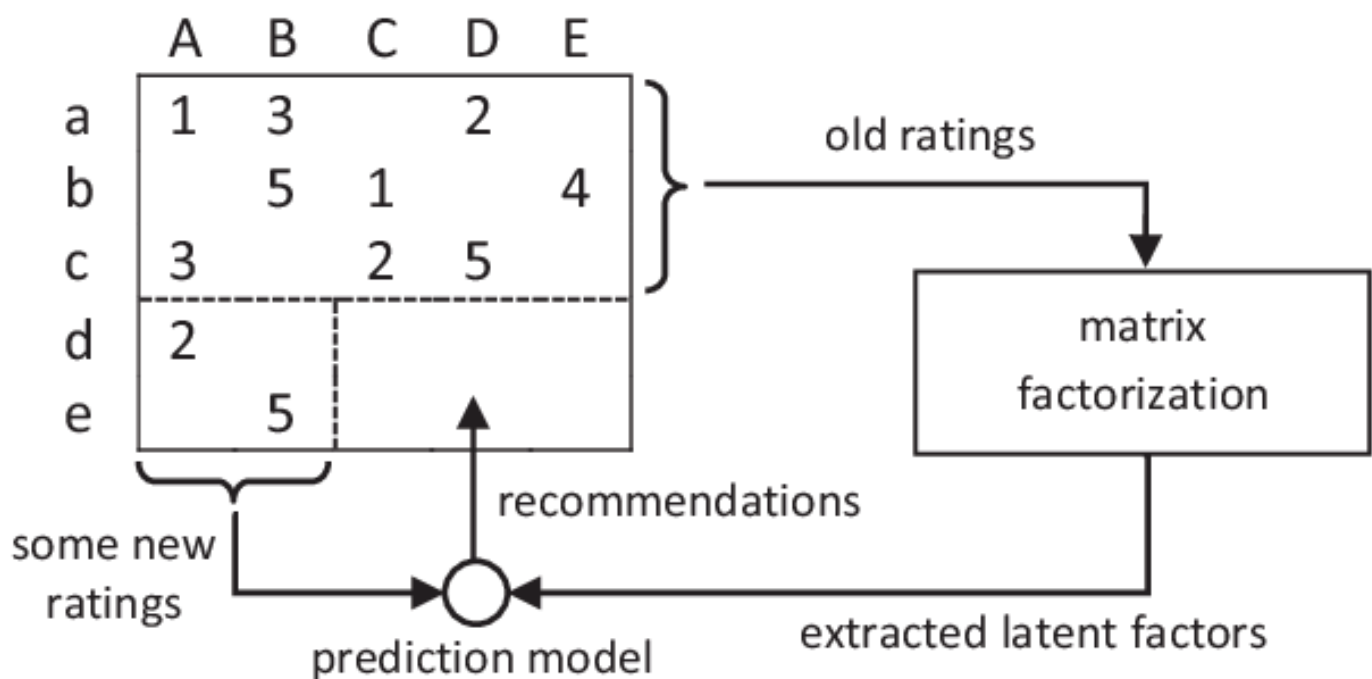 A B C D E
a 1 3 2
b 5 1 4
c 3 2 5
d 2
e 5
old ratings
matrix
factorization
recommendations
some new
ratings
prediction model
extracted latent factors